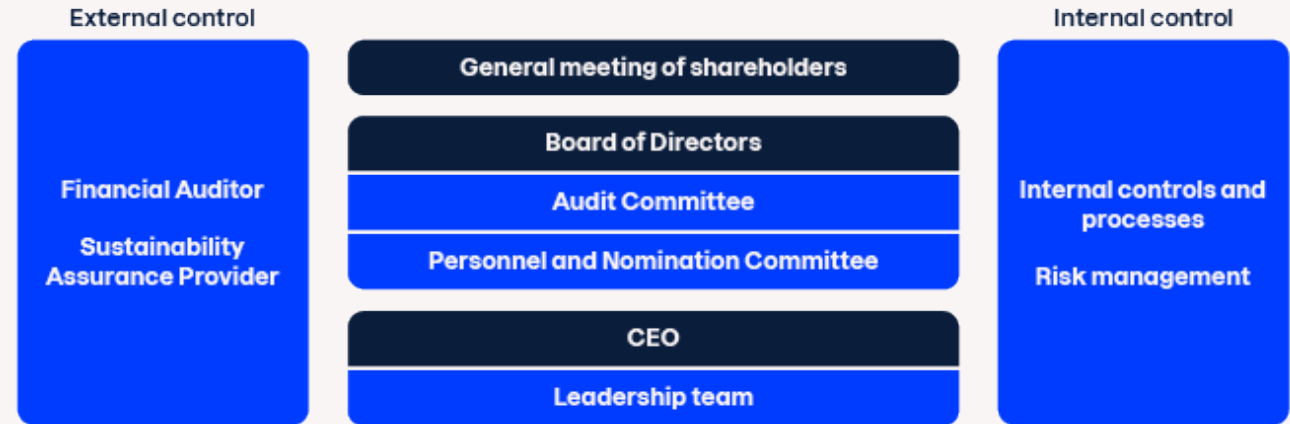 External control
Financial Auditor
Sustainability
Assurance Provider
General meeting of shareholders
Board of Directors
Audit Committee
Personnel and Nomination Committee
CEO
Leadership team
Internal control
Internal controls and
processes
Risk management